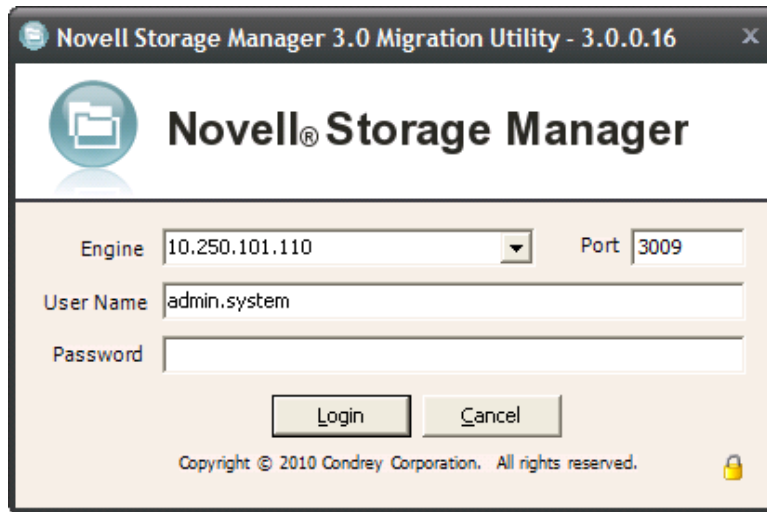 Novell Storage Manager 3.0 Migration Utility - 3.0.0.16 x
Novell® Storage Manager
Engine 10.250.101.110 Port 3009
User Name admin.system
Password
Login Cancel
Copyright © 2010 Condrey Corporation. All rights reserved.